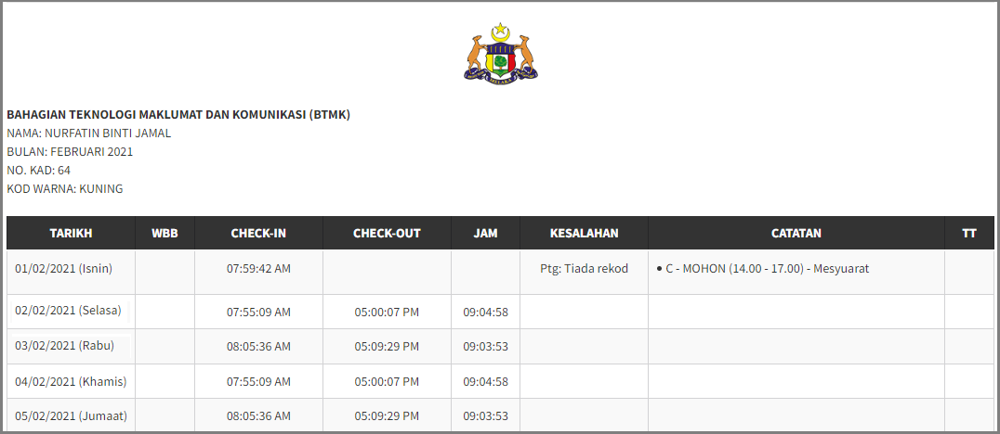 MELAKA
BAHAGIAN TEKNOLOGI MAKLUMAT DAN KOMUNIKASI (BTMK)
NAMA: NURFATIN BINTI JAMAL
BULAN: FEBRUARI 2021
NO. KAD: 64
KOD WARNA: KUNING
TARIKH WBB CHECK-IN CHECK-OUT JAM KESALAHAN CATATAN TT
01/02/2021 (Isnin) 07:59:42 AM Ptg: Tiada rekod • C - MOHON (14.00 - 17.00) - Mesyuarat
02/02/2021 (Selasa) 07:55:09 AM 05:00:07 PM 09:04:58
03/02/2021 (Rabu) 08:05:36 AM 05:09:29 PM 09:03:53
04/02/2021 (Khamis) 07:55:09 AM 05:00:07 PM 09:04:58
05/02/2021 (Jumaat) 08:05:36 AM 05:09:29 PM 09:03:53